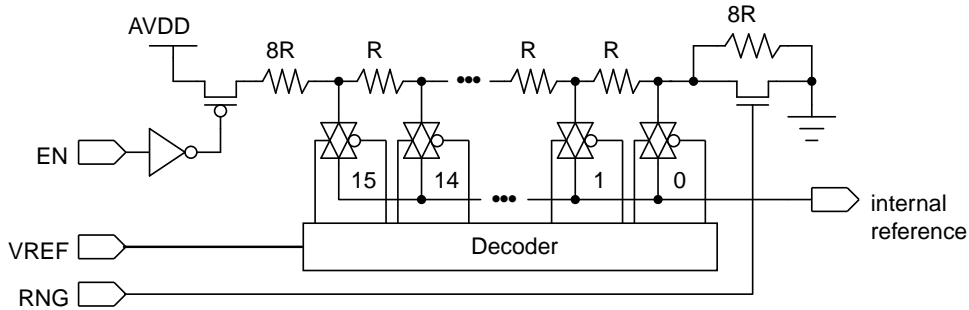 AVDD
8R
R
R
R
8R
EN
15
14
1
0
internal
reference
VREF
Decoder
RNG